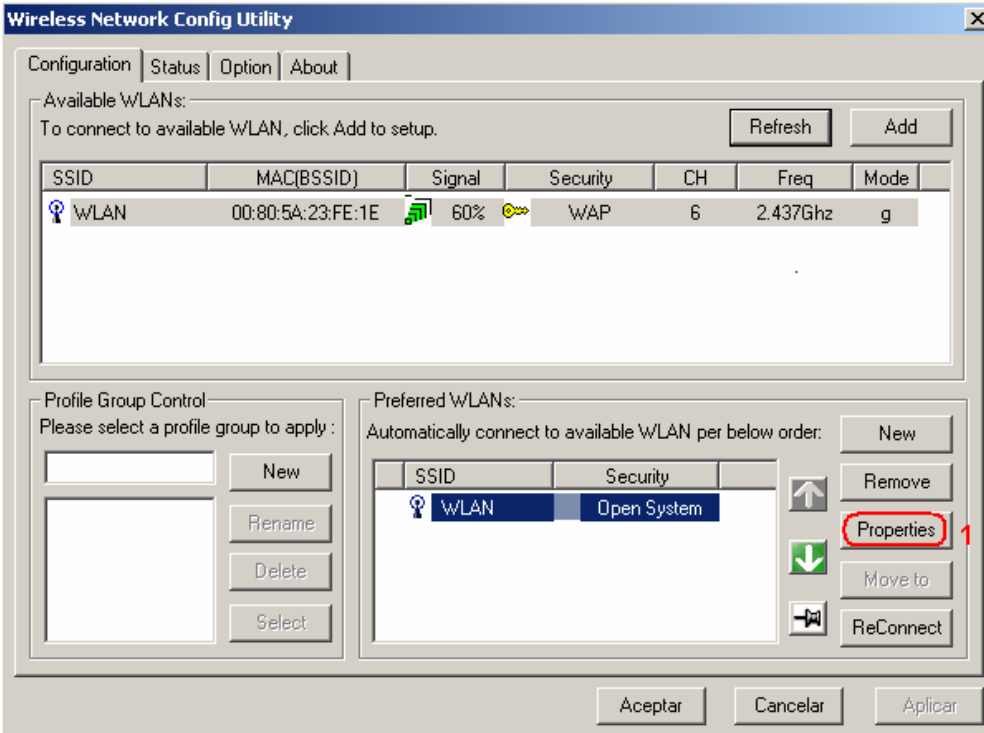 Wireless Network Config Utility
Configuration Status Option About
Available WLANs:
To connect to available WLAN, click Add to setup.
Refresh Add
SSID MAC(BSSID) Signal Security CH Freq Mode
WLAN 00:80:5A:23:FE:1E 60% WAP 6 2.437Ghz g
Profile Group Control
Please select a profile group to apply :
New
Rename
Delete
Select
Preferred WLANs:
Automatically connect to available WLAN per below order:
SSID Security
WLAN Open System
New
Remove
Properties 1
Move to
ReConnect
Aceptar Cancelar Aplicar